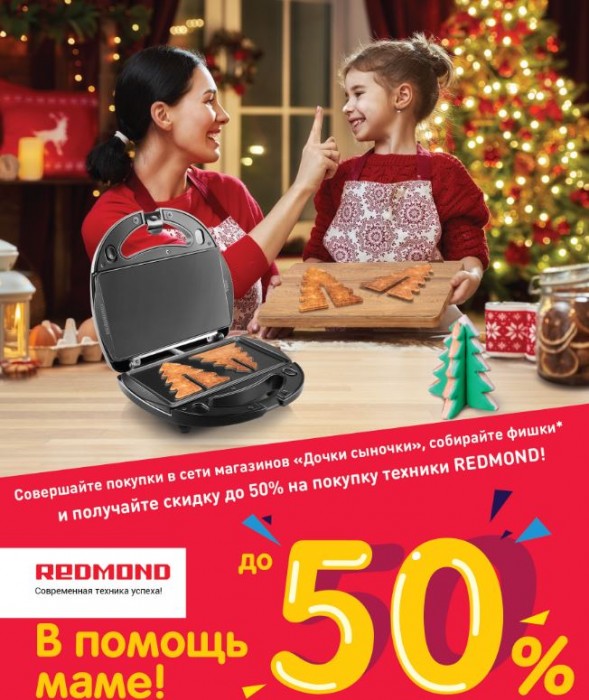 Совершайте покупки в сети магазинов «Дочки сыночки», собирайте фишки*
и получайте скидку до 50% на покупку техники REDMOND!
REDMOND
Современная техника успеха!
до 50%
В помощь
маме!